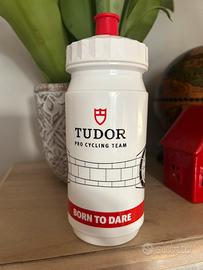 TUDOR
PRO CYCLING TEAM
BORN TO DARE